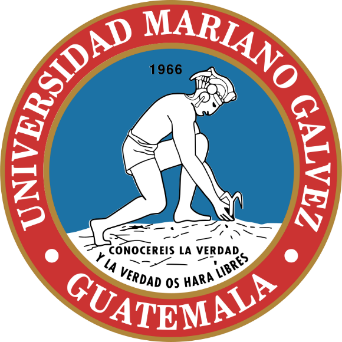 UNIVERSIDAD MARIANO GALVEZ
1966
CONOCEREIS LA VERDAD
Y LA VERDAD OS HARA LIBRES
GUATEMALA